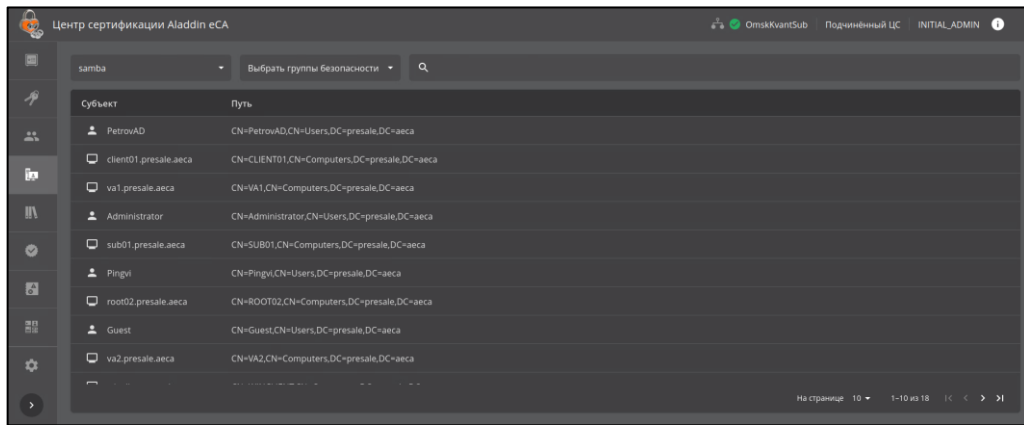 Центр сертификации Aladdin eCA
OmskKvantSub Подчинённый ЦС INITIAL_ADMIN
samba Выбрать группы безопасности
Субъект Путь
PetrovAD CN=PetrovAD,CN=Users,DC=presale,DC=aeca
client01.presale.aeca CN=CLIENT01,CN=Computers,DC=presale,DC=aeca
va1.presale.aeca CN=VA1,CN=Computers,DC=presale,DC=aeca
Administrator CN=Administrator,CN=Users,DC=presale,DC=aeca
sub01.presale.aeca CN=SUB01,CN=Computers,DC=presale,DC=aeca
Pingvi CN=Pingvi,CN=Users,DC=presale,DC=aeca
root02.presale.aeca CN=ROOT02,CN=Computers,DC=presale,DC=aeca
Guest CN=Guest,CN=Users,DC=presale,DC=aeca
va2.presale.aeca CN=VA2,CN=Computers,DC=presale,DC=aeca
На странице 10 1–10 из 18